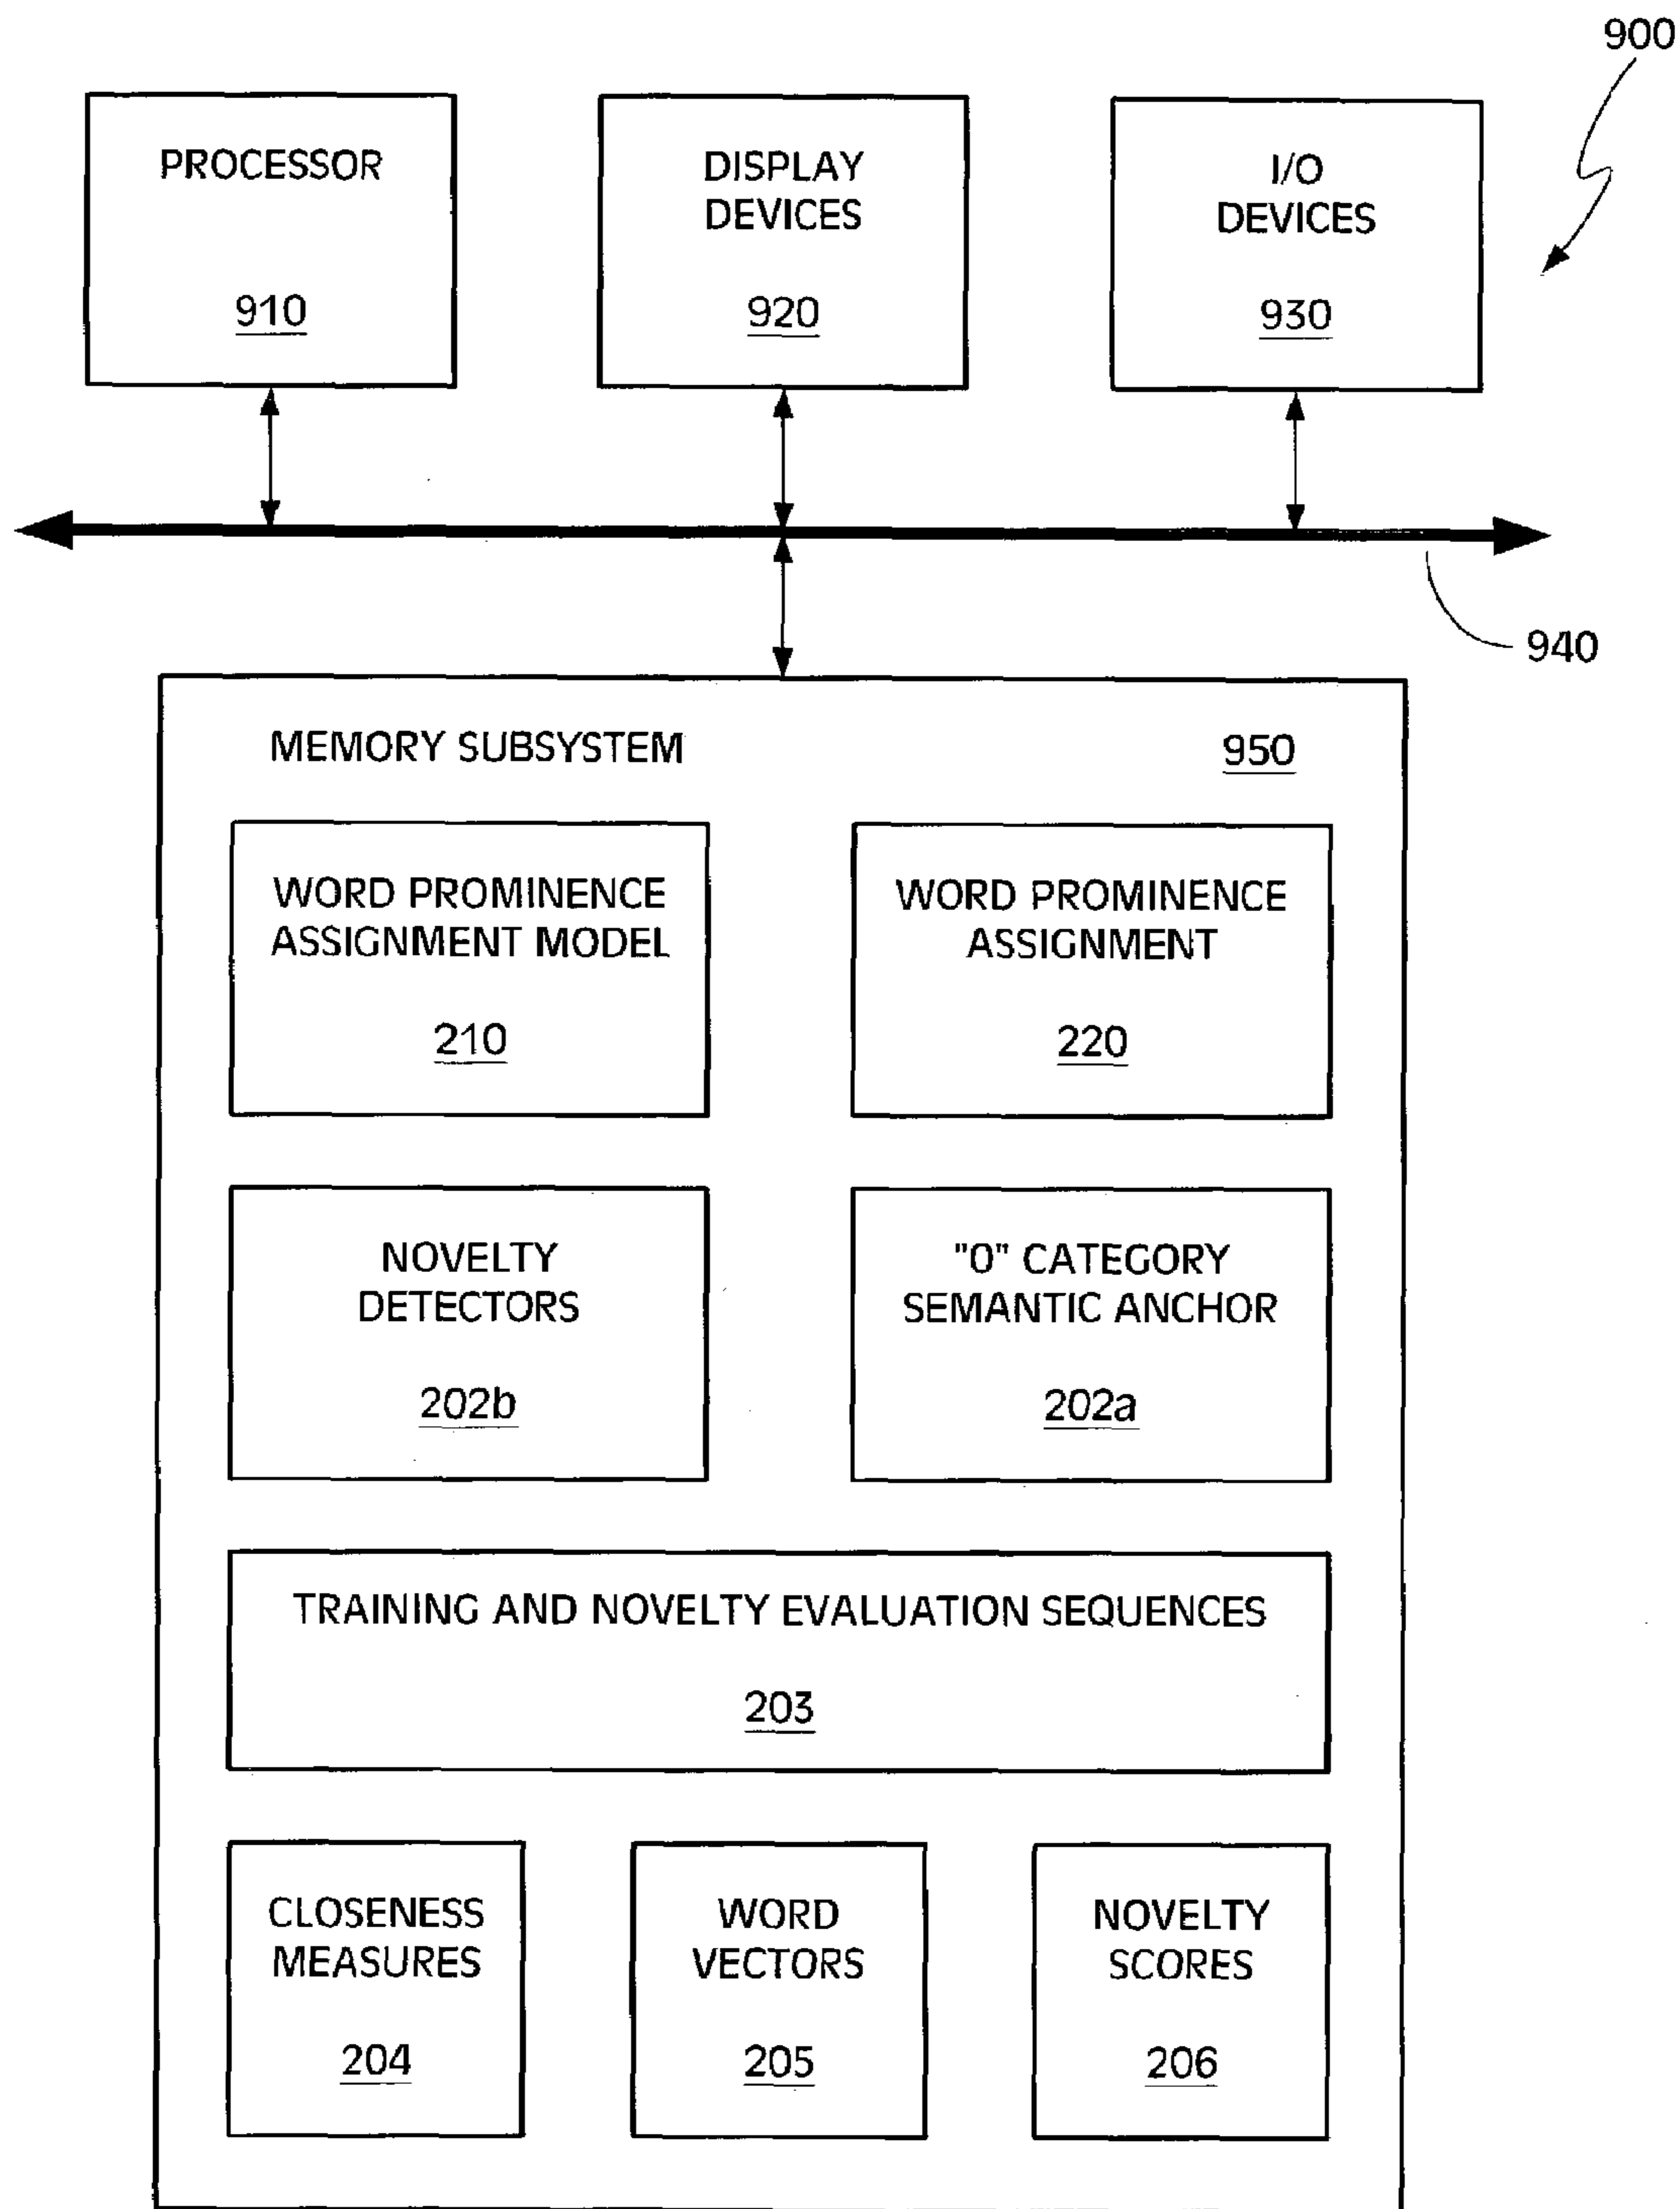 900
PROCESSOR
910
DISPLAY
DEVICES
920
I/O
DEVICES
930
940
MEMORY SUBSYSTEM
950
WORD PROMINENCE
ASSIGNMENT MODEL
210
WORD PROMINENCE
ASSIGNMENT
220
NOVELTY
DETECTORS
202b
"0" CATEGORY
SEMANTIC ANCHOR
202a
TRAINING AND NOVELTY EVALUATION SEQUENCES
203
CLOSENESS
MEASURES
204
WORD
VECTORS
205
NOVELTY
SCORES
206